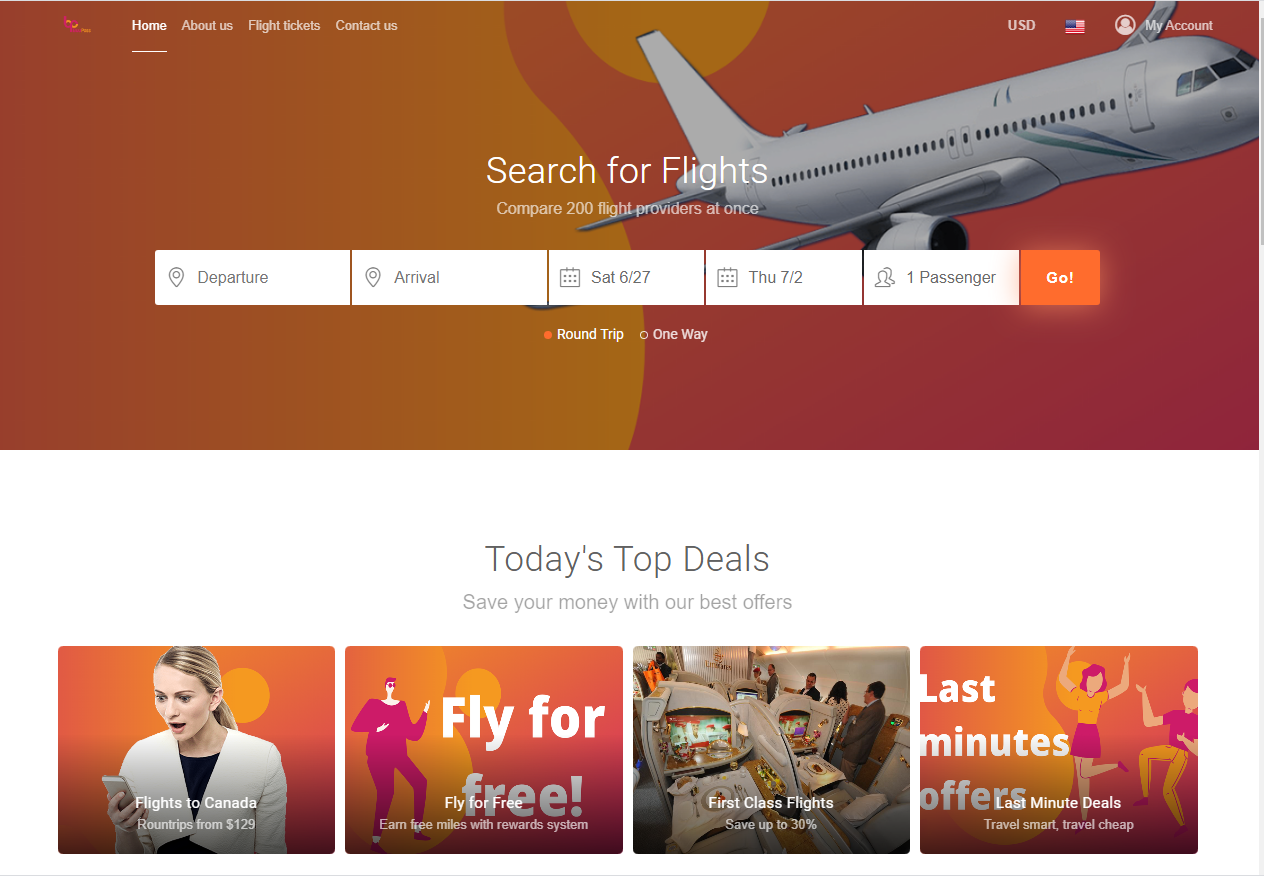 Home About us Flight tickets Contact us USD My Account
Search for Flights
Compare 200 flight providers at once
Departure Arrival Sat 6/27 Thu 7/2 1 Passenger Go!
Round Trip One Way
Today's Top Deals
Save your money with our best offers
Flights to Canada
Rountrips from $129
Fly for
free!
Fly for Free
Earn free miles with rewards system
First Class Flights
Save up to 30%
Last
minutes
offers
Last Minute Deals
Travel smart, travel cheap